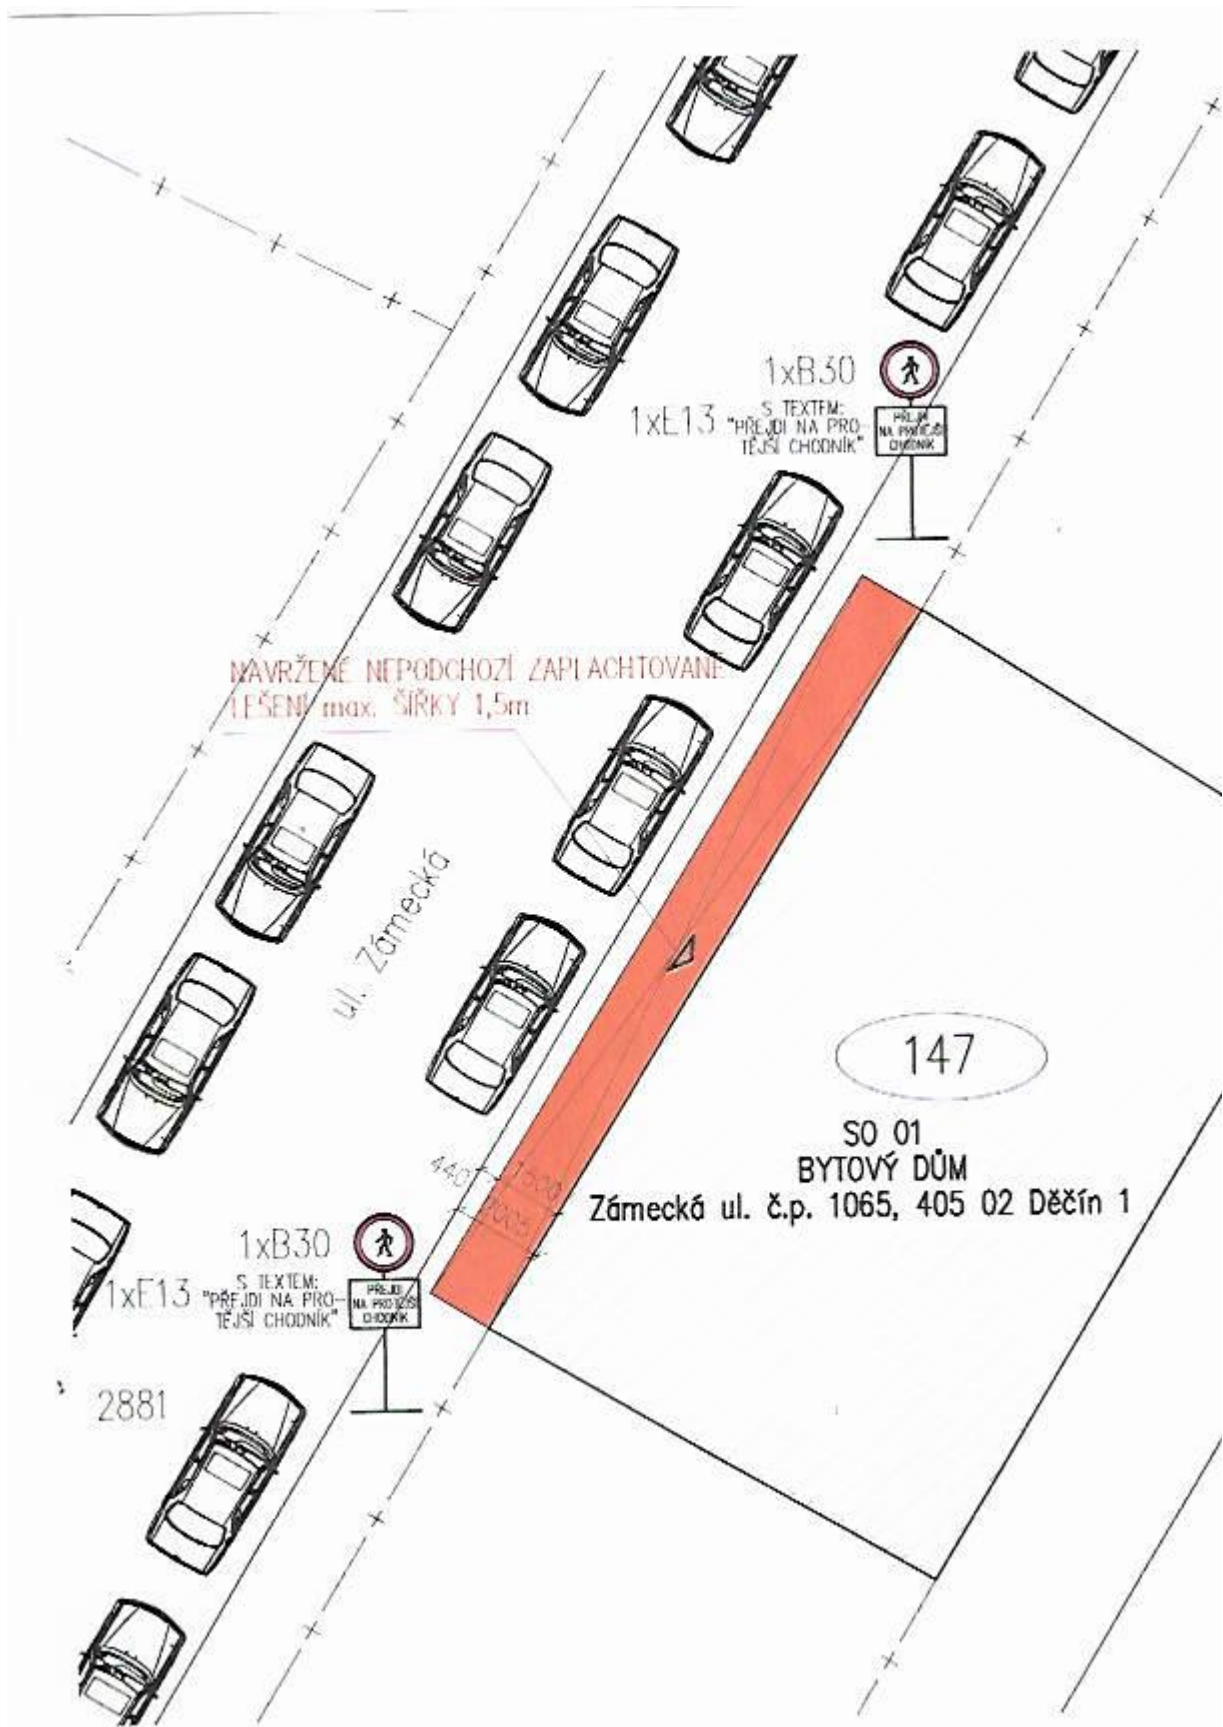 1xB30
1xE13
S TEXTEM:
"PŘEJDI NA PRO-
TĚJŠÍ CHODNÍK"
PŘEJDI
NA PROTĚJŠÍ
CHODNÍK
NAVRŽENÉ NEPODCHOZÍ ZAPLACHTOVANÉ
LEŠENÍ max. ŠÍŘKY 1,5m
ul. Zámecká
147
SO 01
BYTOVÝ DŮM
Zámecká ul. č.p. 1065, 405 02 Děčín 1
440
1500
2005
1xB30
1xE13
S TEXTEM:
"PŘEJDI NA PRO-
TĚJŠÍ CHODNÍK"
PŘEJDI
NA PROTĚJŠÍ
CHODNÍK
2881